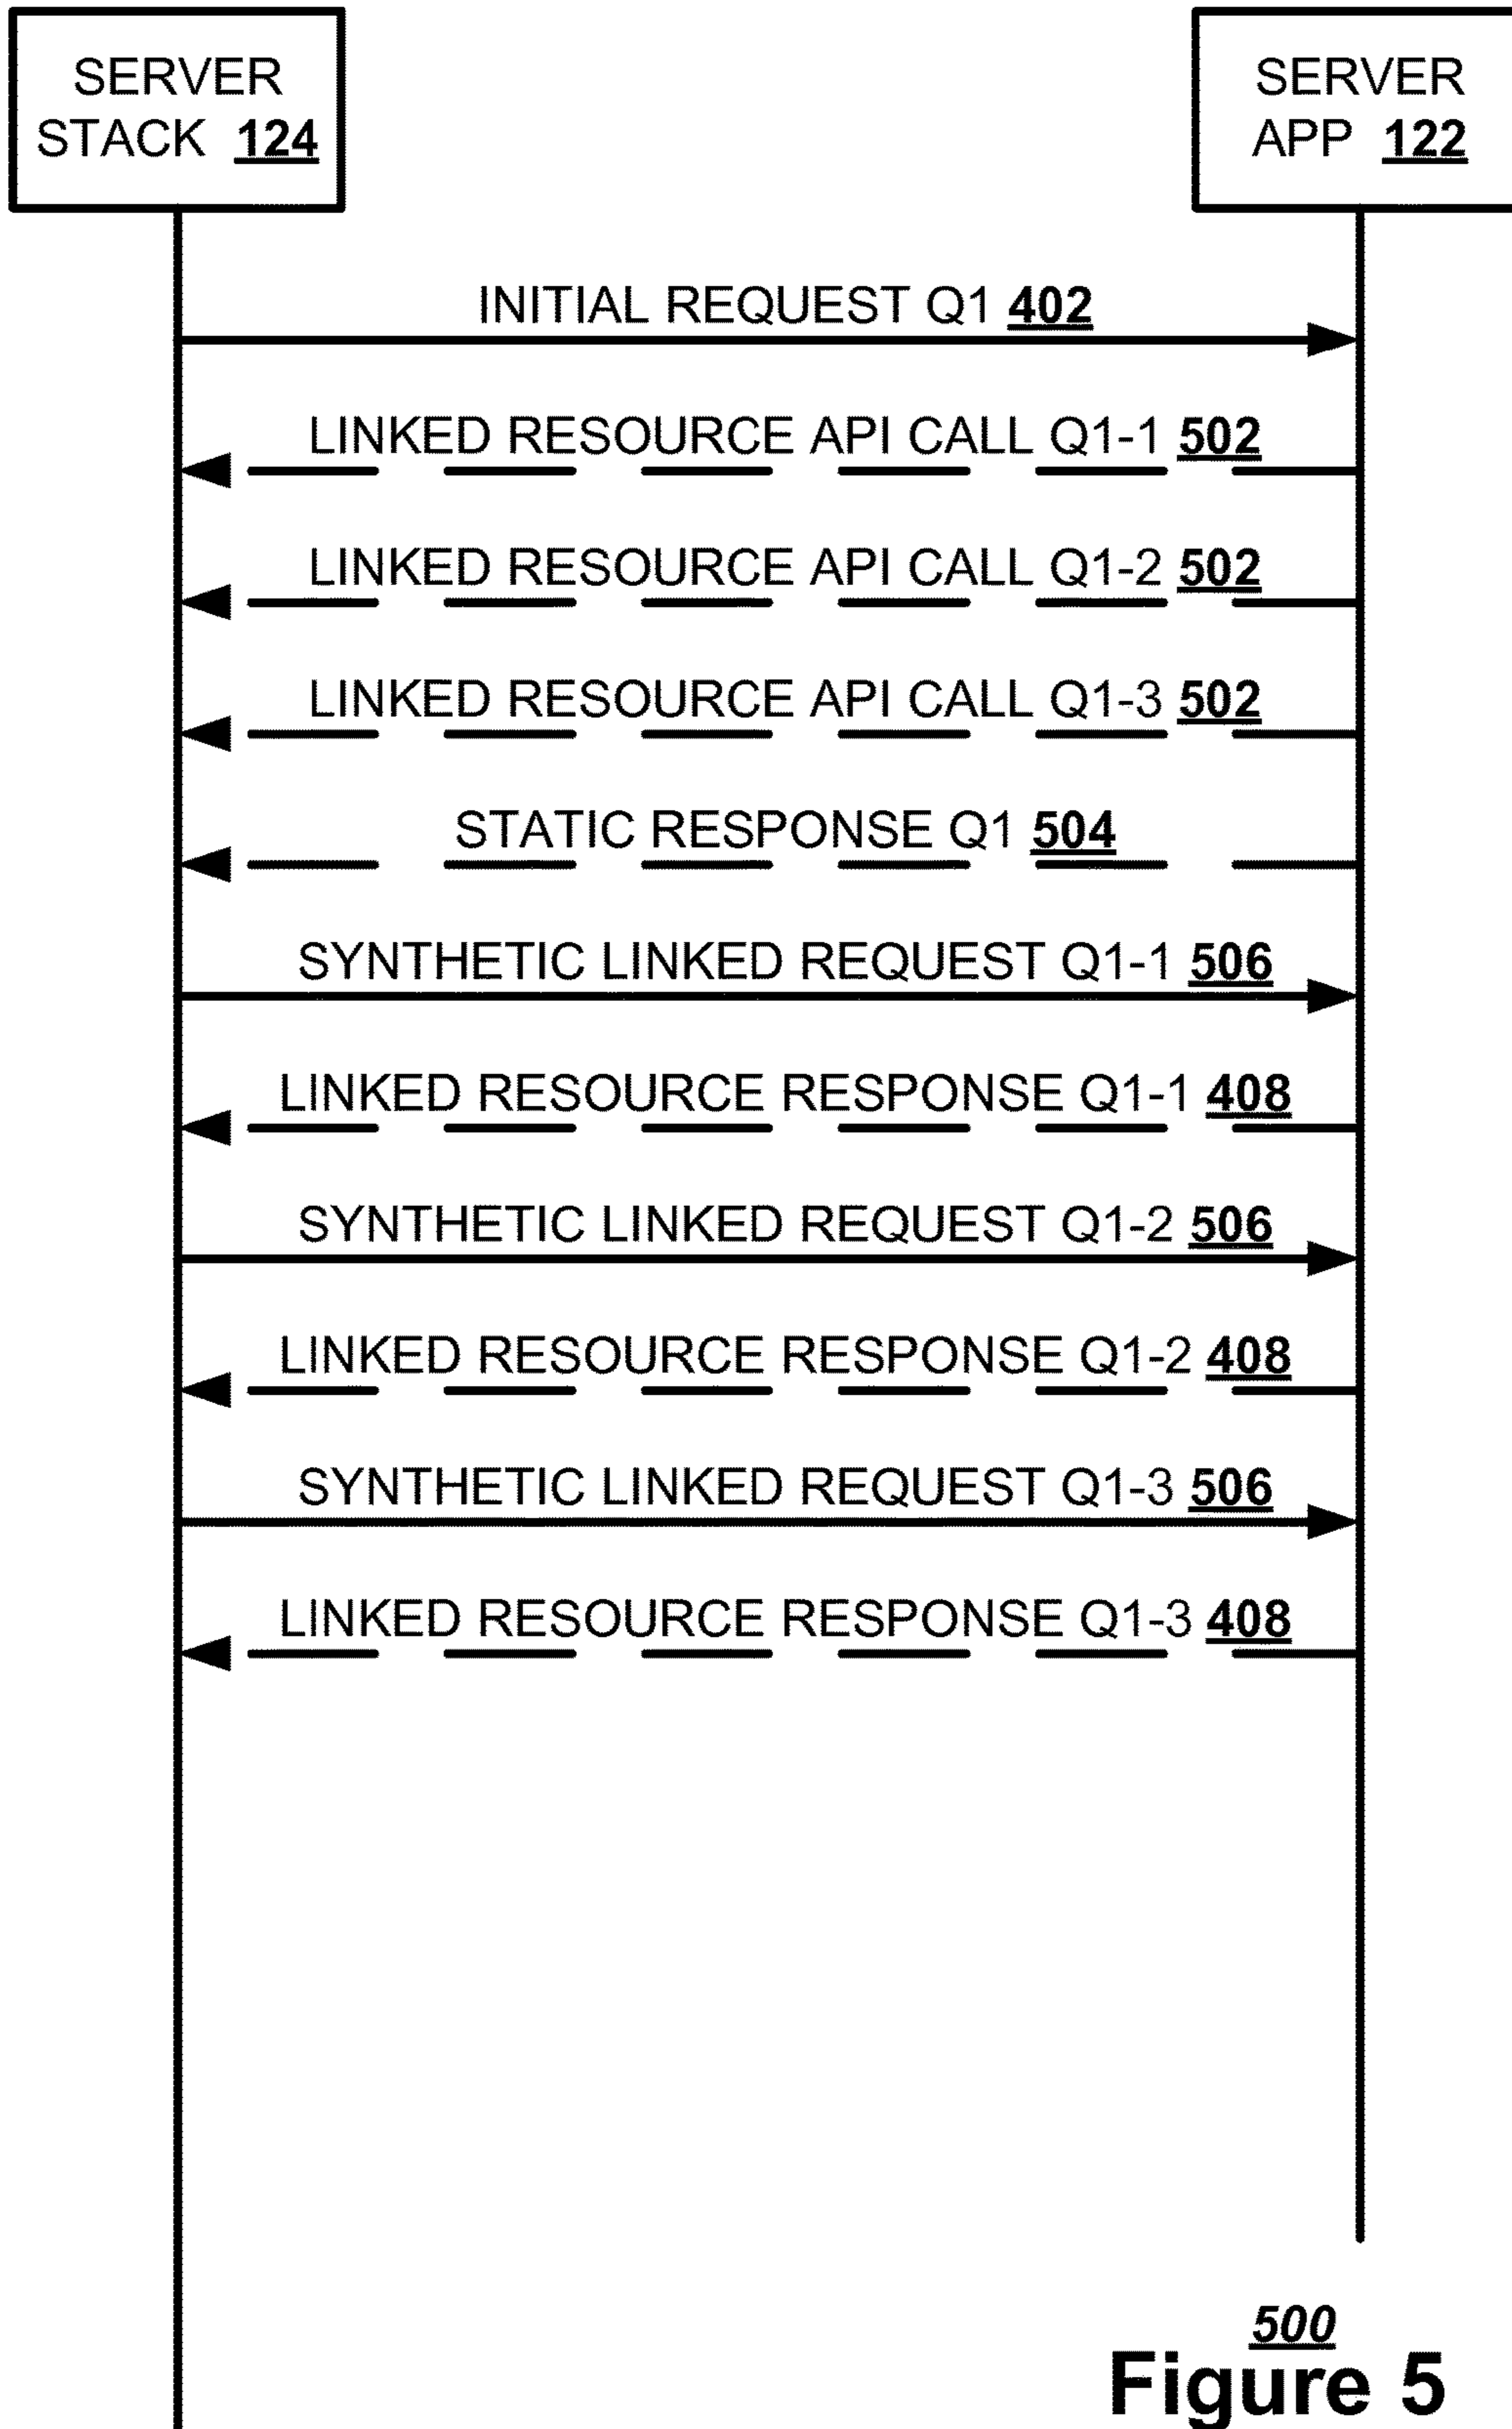 SERVER
STACK 124
SERVER
APP 122
INITIAL REQUEST Q1 402
LINKED RESOURCE API CALL Q1-1 502
LINKED RESOURCE API CALL Q1-2 502
LINKED RESOURCE API CALL Q1-3 502
STATIC RESPONSE Q1 504
SYNTHETIC LINKED REQUEST Q1-1 506
LINKED RESOURCE RESPONSE Q1-1 408
SYNTHETIC LINKED REQUEST Q1-2 506
LINKED RESOURCE RESPONSE Q1-2 408
SYNTHETIC LINKED REQUEST Q1-3 506
LINKED RESOURCE RESPONSE Q1-3 408
500
Figure 5